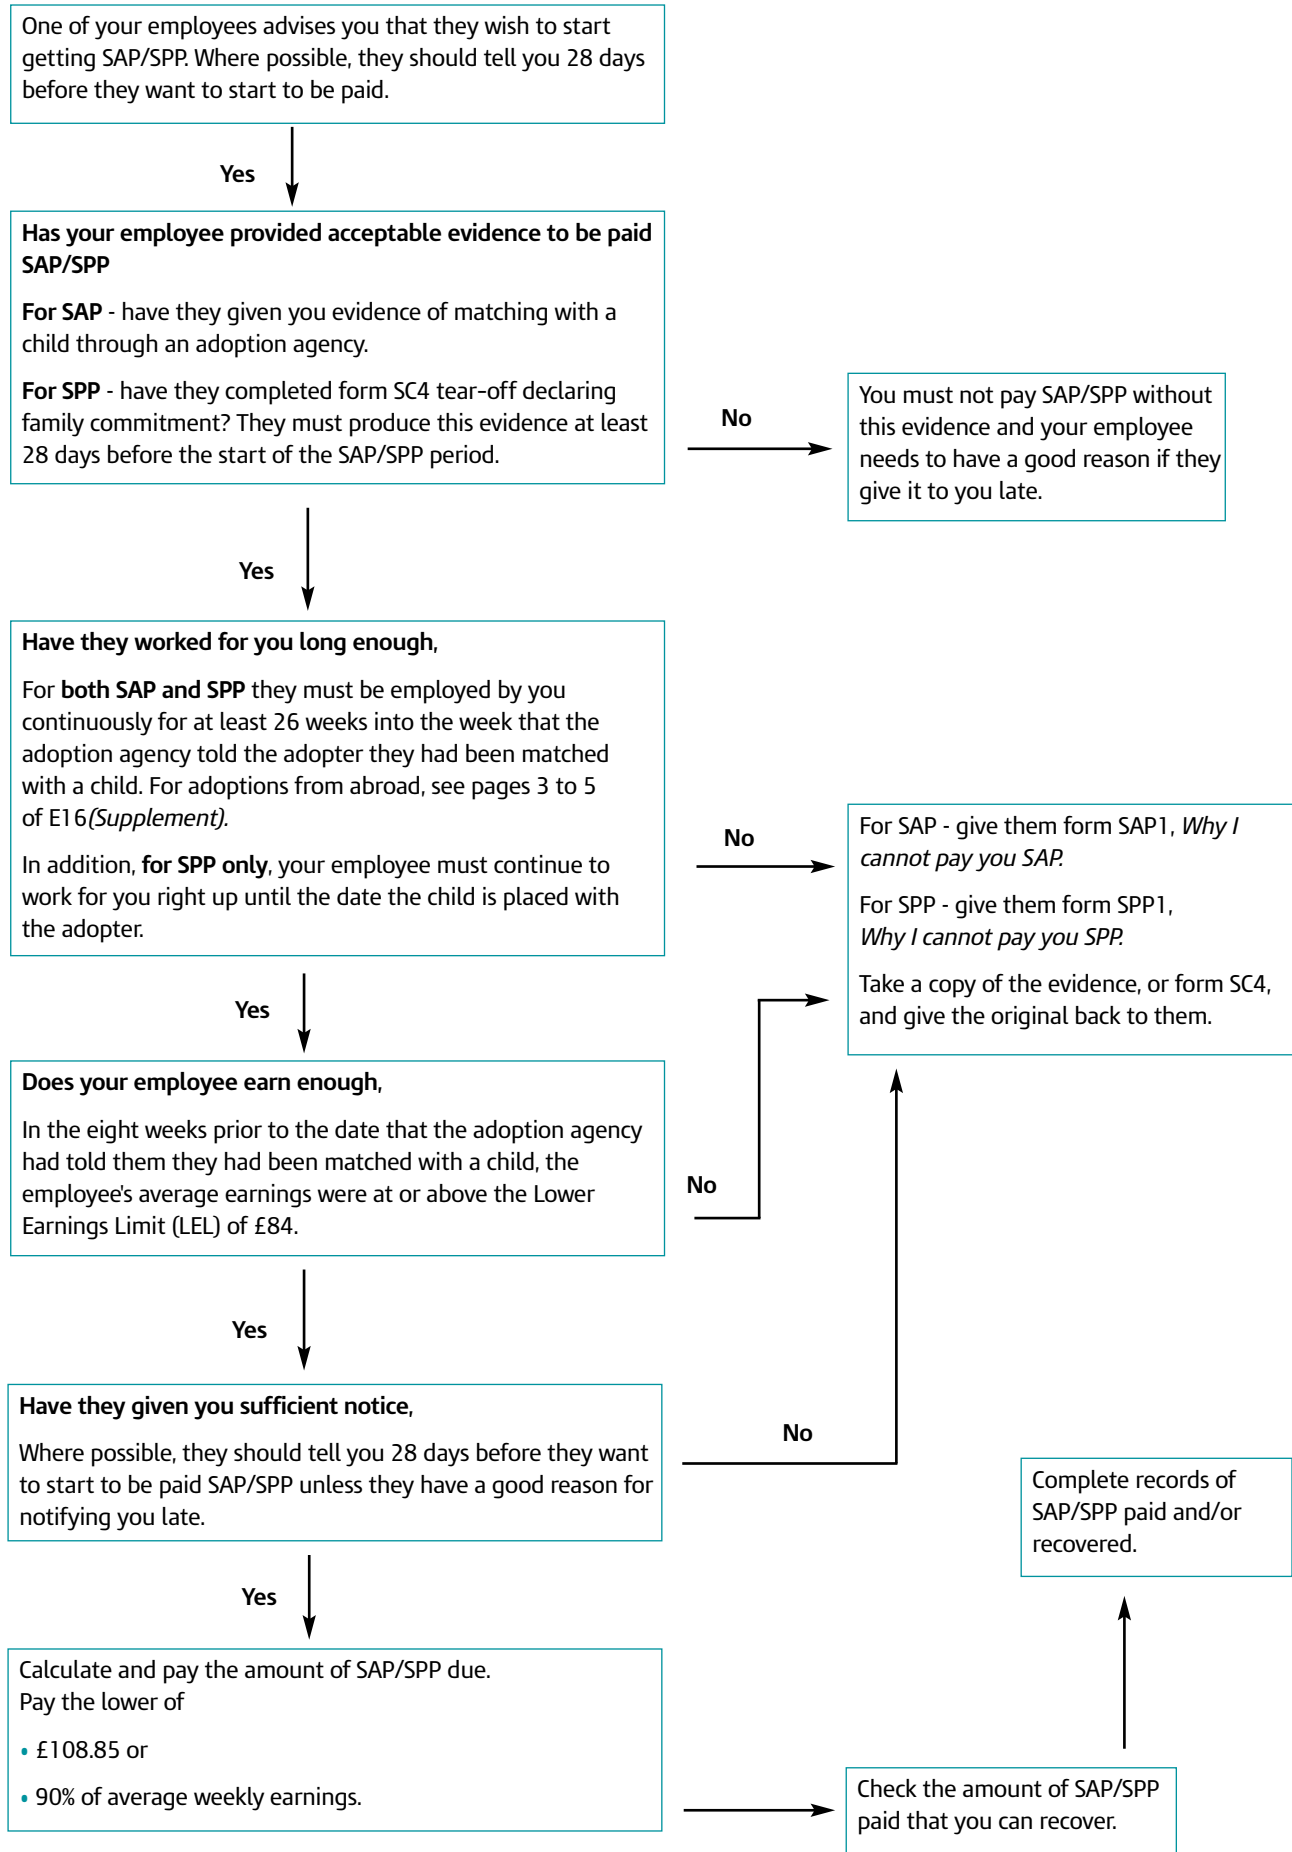 One of your employees advises you that they wish to start
getting SAP/SPP. Where possible, they should tell you 28 days
before they want to start to be paid.
Yes
Has your employee provided acceptable evidence to be paid
SAP/SPP
For SAP - have they given you evidence of matching with a
child through an adoption agency.
For SPP - have they completed form SC4 tear-off declaring
family commitment? They must produce this evidence at least
28 days before the start of the SAP/SPP period.
No
You must not pay SAP/SPP without
this evidence and your employee
needs to have a good reason if they
give it to you late.
Yes
Have they worked for you long enough,
For both SAP and SPP they must be employed by you
continuously for at least 26 weeks into the week that the
adoption agency told the adopter they had been matched
with a child. For adoptions from abroad, see pages 3 to 5
of E16(Supplement).
In addition, for SPP only, your employee must continue to
work for you right up until the date the child is placed with
the adopter.
No
For SAP - give them form SAP1, Why I
cannot pay you SAP.
For SPP - give them form SPP1,
Why I cannot pay you SPP.
Take a copy of the evidence, or form SC4,
and give the original back to them.
Yes
Does your employee earn enough,
In the eight weeks prior to the date that the adoption agency
had told them they had been matched with a child, the
employee's average earnings were at or above the Lower
Earnings Limit (LEL) of £84.
No
Yes
Have they given you sufficient notice,
Where possible, they should tell you 28 days before they want
to start to be paid SAP/SPP unless they have a good reason for
notifying you late.
No
Yes
Calculate and pay the amount of SAP/SPP due.
Pay the lower of
• £108.85 or
• 90% of average weekly earnings.
Check the amount of SAP/SPP
paid that you can recover.
Complete records of
SAP/SPP paid and/or
recovered.